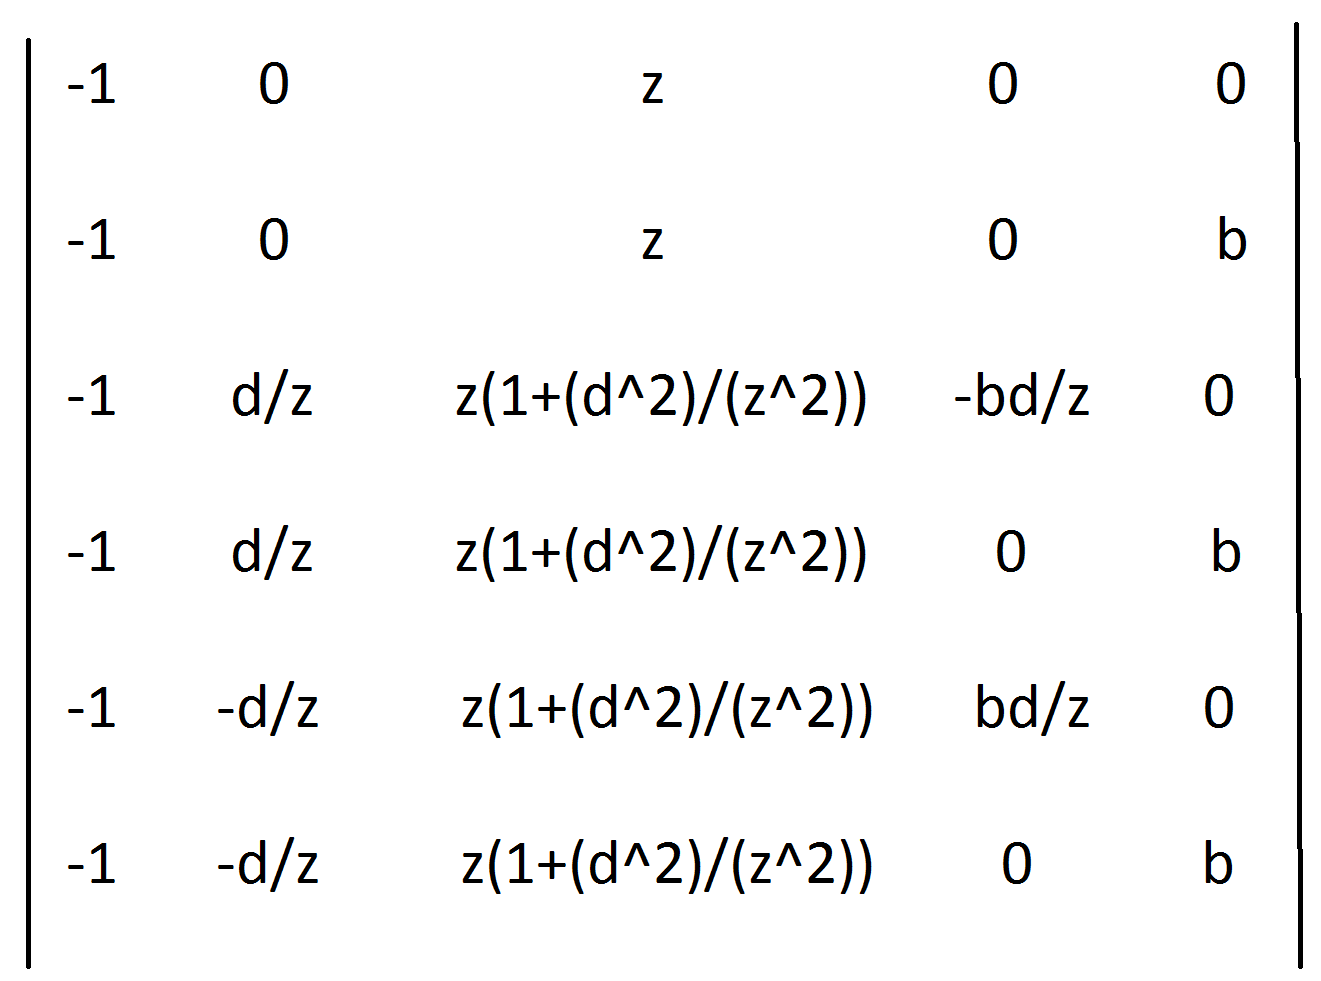 -1 0 z 0 0
-1 0 z 0 b
-1 d/z z(1+(d^2)/(z^2)) -bd/z 0
-1 d/z z(1+(d^2)/(z^2)) 0 b
-1 -d/z z(1+(d^2)/(z^2)) bd/z 0
-1 -d/z z(1+(d^2)/(z^2)) 0 b